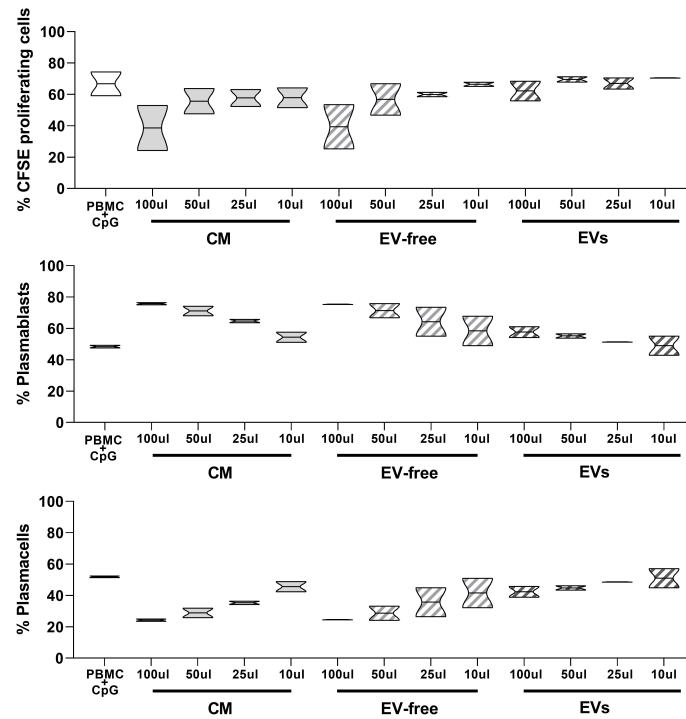 % CFSE proliferating cells
100
80
60
40
20
0
PBMC
+
CpG
100ul 50ul 25ul 10ul 100ul 50ul 25ul 10ul 100ul 50ul 25ul 10ul
CM EV-free EVs
% Plasmablasts
100
80
60
40
20
0
PBMC
+
CpG
100ul 50ul 25ul 10ul 100ul 50ul 25ul 10ul 100ul 50ul 25ul 10ul
CM EV-free EVs
% Plasmacells
100
80
60
40
20
0
PBMC
+
CpG
100ul 50ul 25ul 10ul 100ul 50ul 25ul 10ul 100ul 50ul 25ul 10ul
CM EV-free EVs